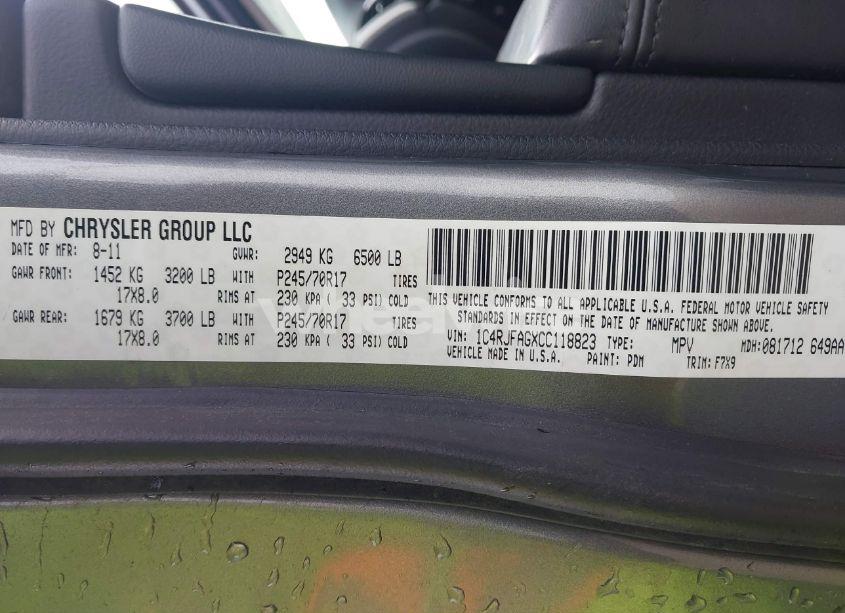 MFD BY CHRYSLER GROUP LLC
DATE OF MFR: 8-11 GVWR: 2949 KG 6500 LB
GAWR FRONT: 1452 KG 3200 LB WITH P245/70R17 TIRES
17X8.0 RIMS AT 230 KPA ( 33 PSI) COLD
GAWR REAR: 1679 KG 3700 LB WITH P245/70R17 TIRES
17X8.0 RIMS AT 230 KPA ( 33 PSI) COLD
THIS VEHICLE CONFORMS TO ALL APPLICABLE U.S.A. FEDERAL MOTOR VEHICLE SAFETY
STANDARDS IN EFFECT ON THE DATE OF MANUFACTURE SHOWN ABOVE.
VIN: 1C4RJFAGXCC118823 TYPE: MPV MDH:081712 649AA
VEHICLE MADE IN U.S.A. PAINT: PDM TRIM: F7X9